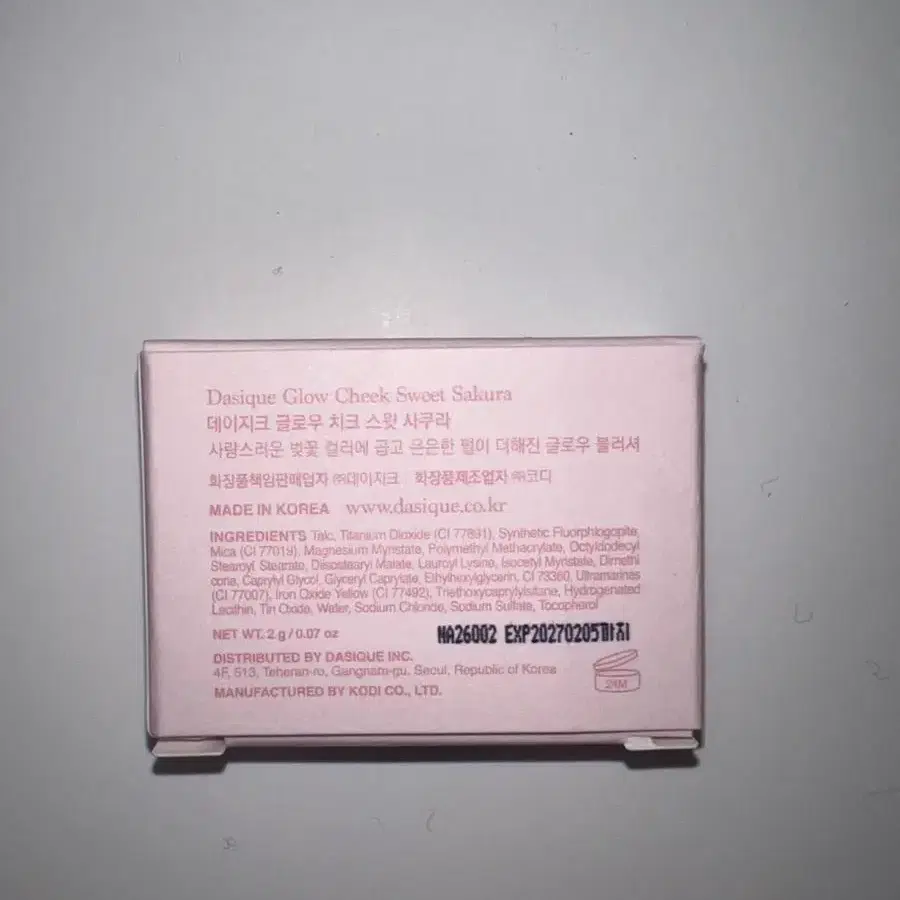 Dasique Glow Cheek Sweet Sakura
데이지크 글로우 치크 스윗 사쿠라
사랑스러운 벚꽃 컬러에 곱고 은은한 펄이 더해진 글로우 블러셔
화장품책임판매업자 ㈜데이지크 화장품제조업자 ㈜코디
MADE IN KOREA www.dasique.co.kr
INGREDIENTS Talc, Titanium Dioxide (CI 77891), Synthetic Fluorphlogopite,
Mica (CI 77019), Magnesium Myristate, Polymethyl Methacrylate, Octyldodecyl
Stearoyl Stearate, Diisostearyl Malate, Lauroyl Lysine, Isocetyl Myristate, Dimethi
cone, Caprylyl Glycol, Glyceryl Caprylate, Ethylhexylglycerin, CI 73360, Ultramarines
(CI 77007), Iron Oxide Yellow (CI 77492), Triethoxycaprylylsilane, Hydrogenated
Lecithin, Tin Oxide, Water, Sodium Chloride, Sodium Sulfate, Tocopherol
NET WT. 2 g / 0.07 oz
MA26002 EXP20270205까지
DISTRIBUTED BY DASIQUE INC.
4F, 513, Teheran-ro, Gangnam-gu, Seoul, Republic of Korea
MANUFACTURED BY KODI CO., LTD.
24M